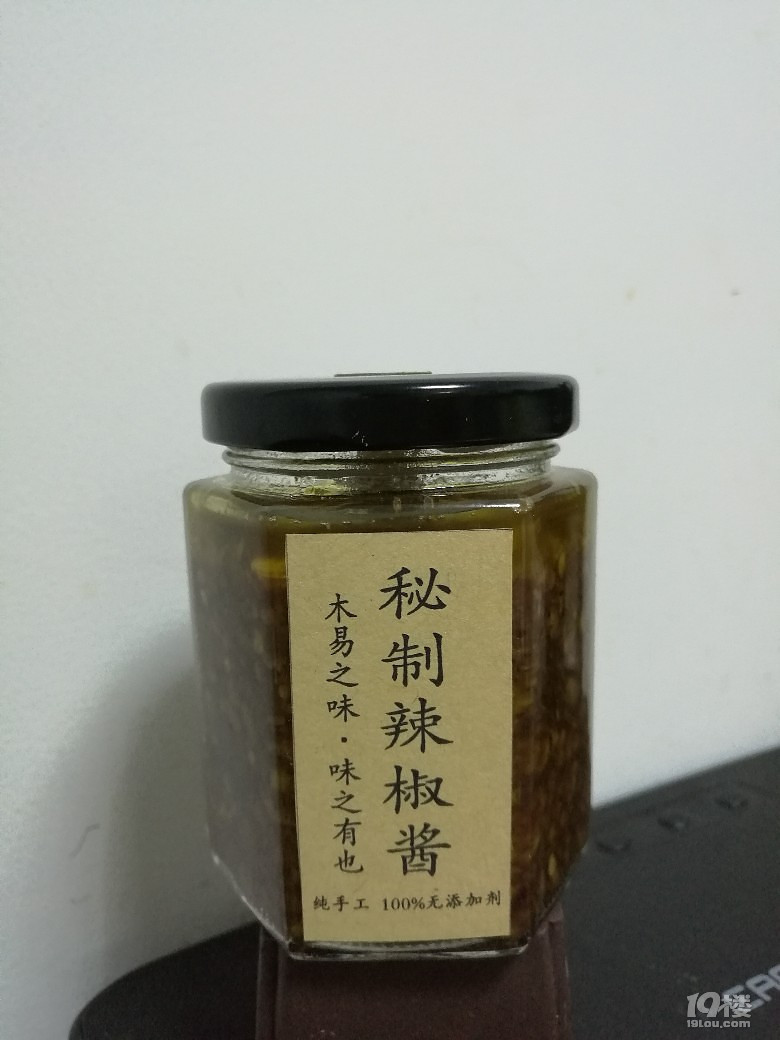 秘制辣椒酱
木易之味·味之有也
纯手工 100%无添加剂
19楼
19lou.com